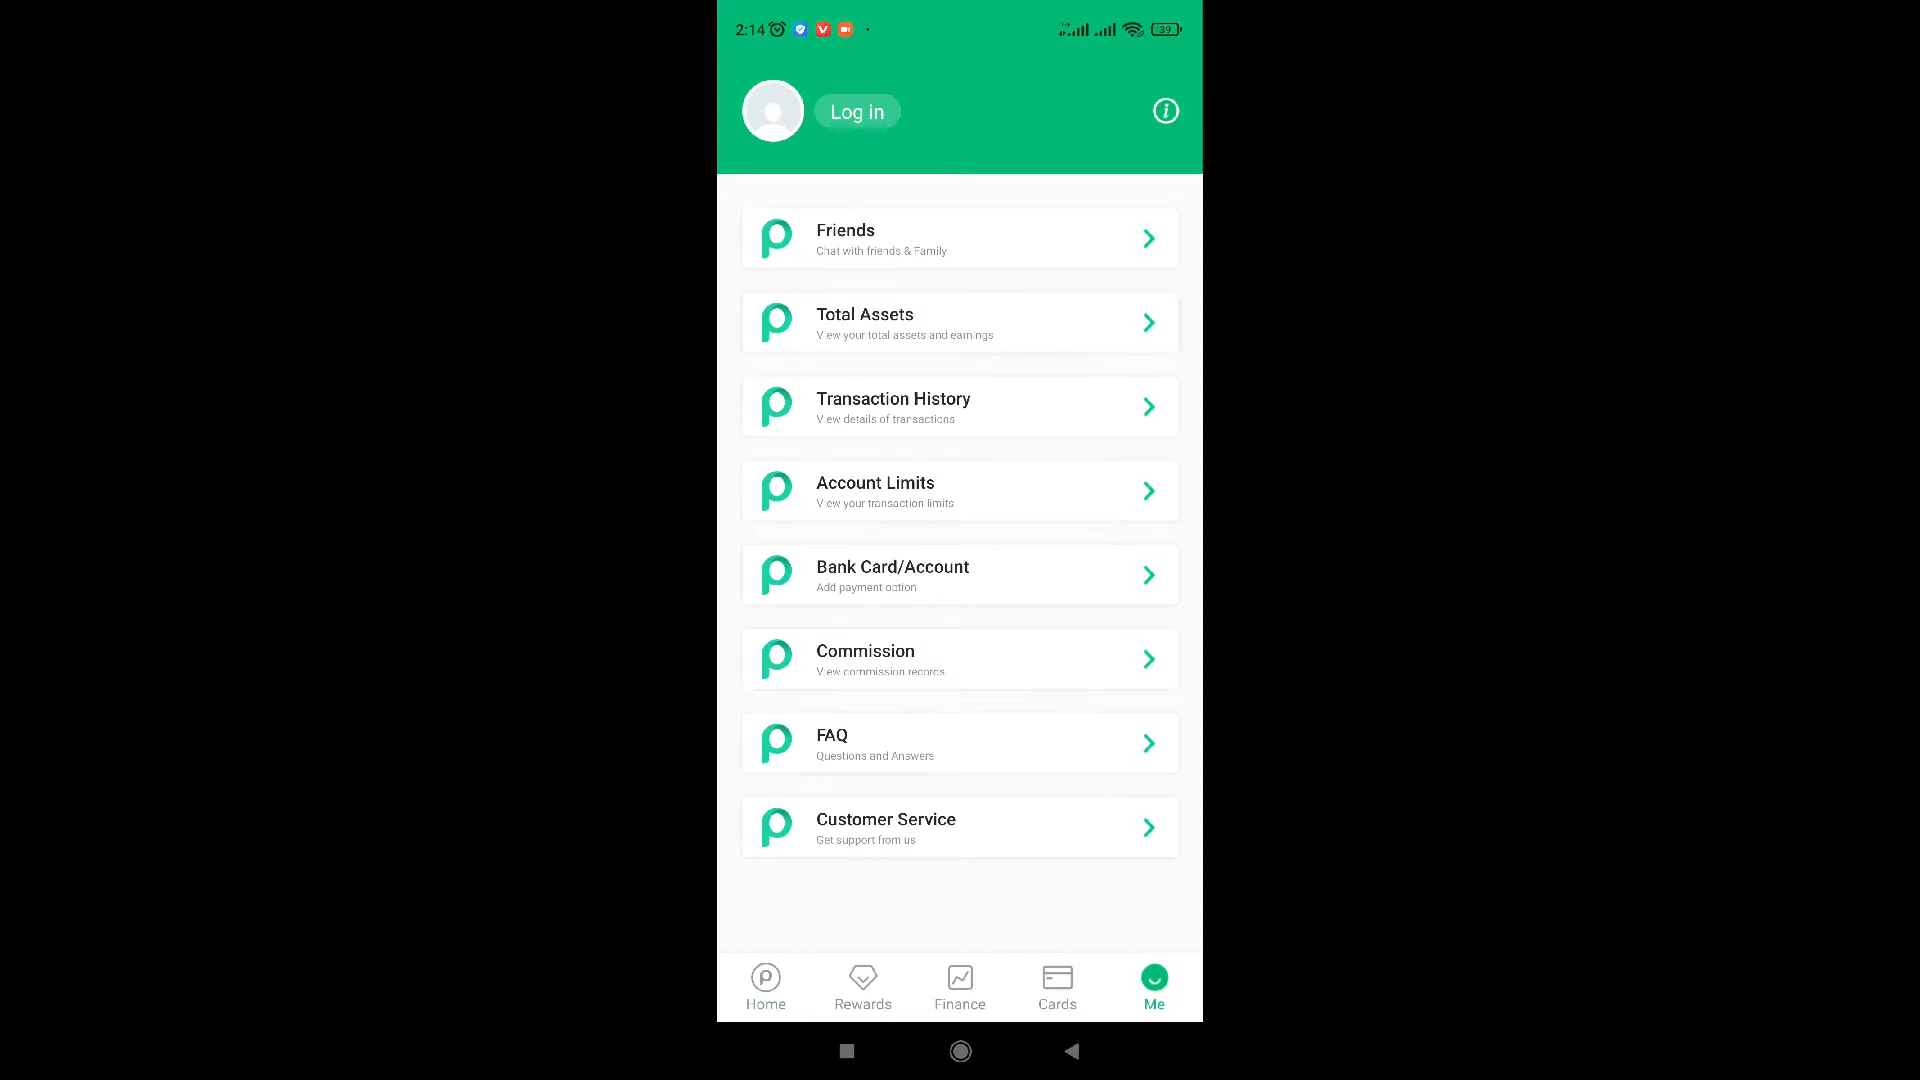 2:14
39
Log in
Friends
Chat with friends & Family
Total Assets
View your total assets and earnings
Transaction History
View details of transactions
Account Limits
View your transaction limits
Bank Card/Account
Add payment option
Commission
View commission records
FAQ
Questions and Answers
Customer Service
Get support from us
Home
Rewards
Finance
Cards
Me